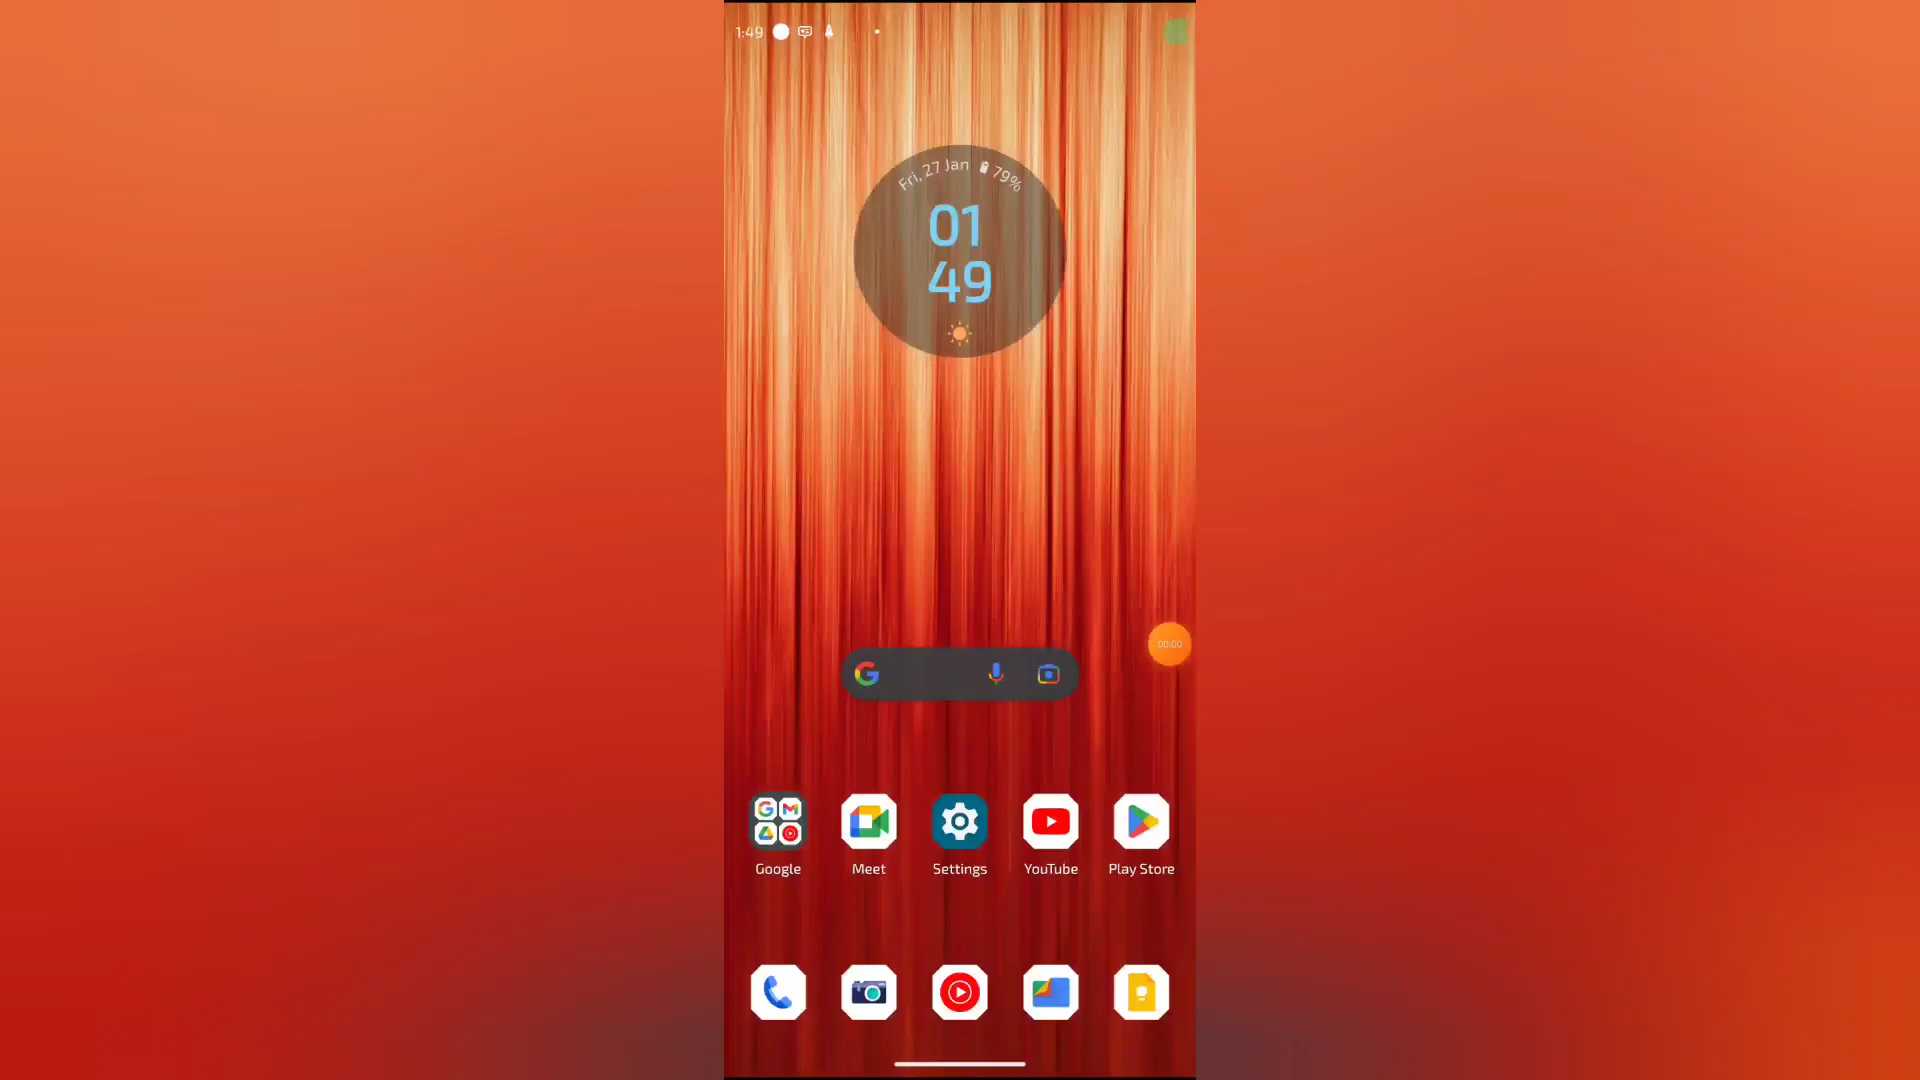 1:49
Fri, 27 Jan 79%
01
49
00:00
Google
Meet
Settings
YouTube
Play Store